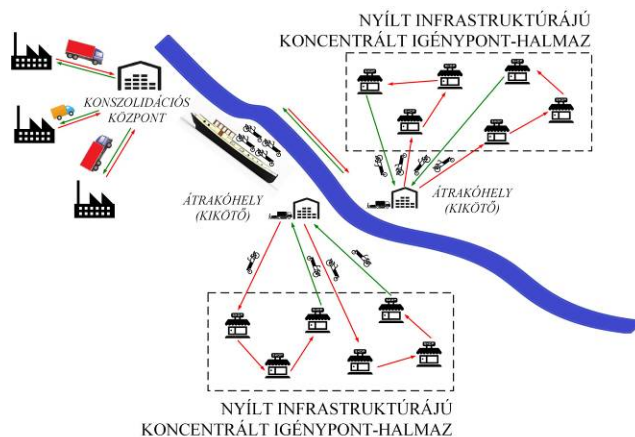 NYÍLT INFRASTRUKTÚRÁJÚ
KONCENTRÁLT IGÉNYPONT-HALMAZ
KONSZOLIDÁCIÓS
KÖZPONT
ÁTRAKÓHELY
(KIKÖTŐ)
ÁTRAKÓHELY
(KIKÖTŐ)
NYÍLT INFRASTRUKTÚRÁJÚ
KONCENTRÁLT IGÉNYPONT-HALMAZ